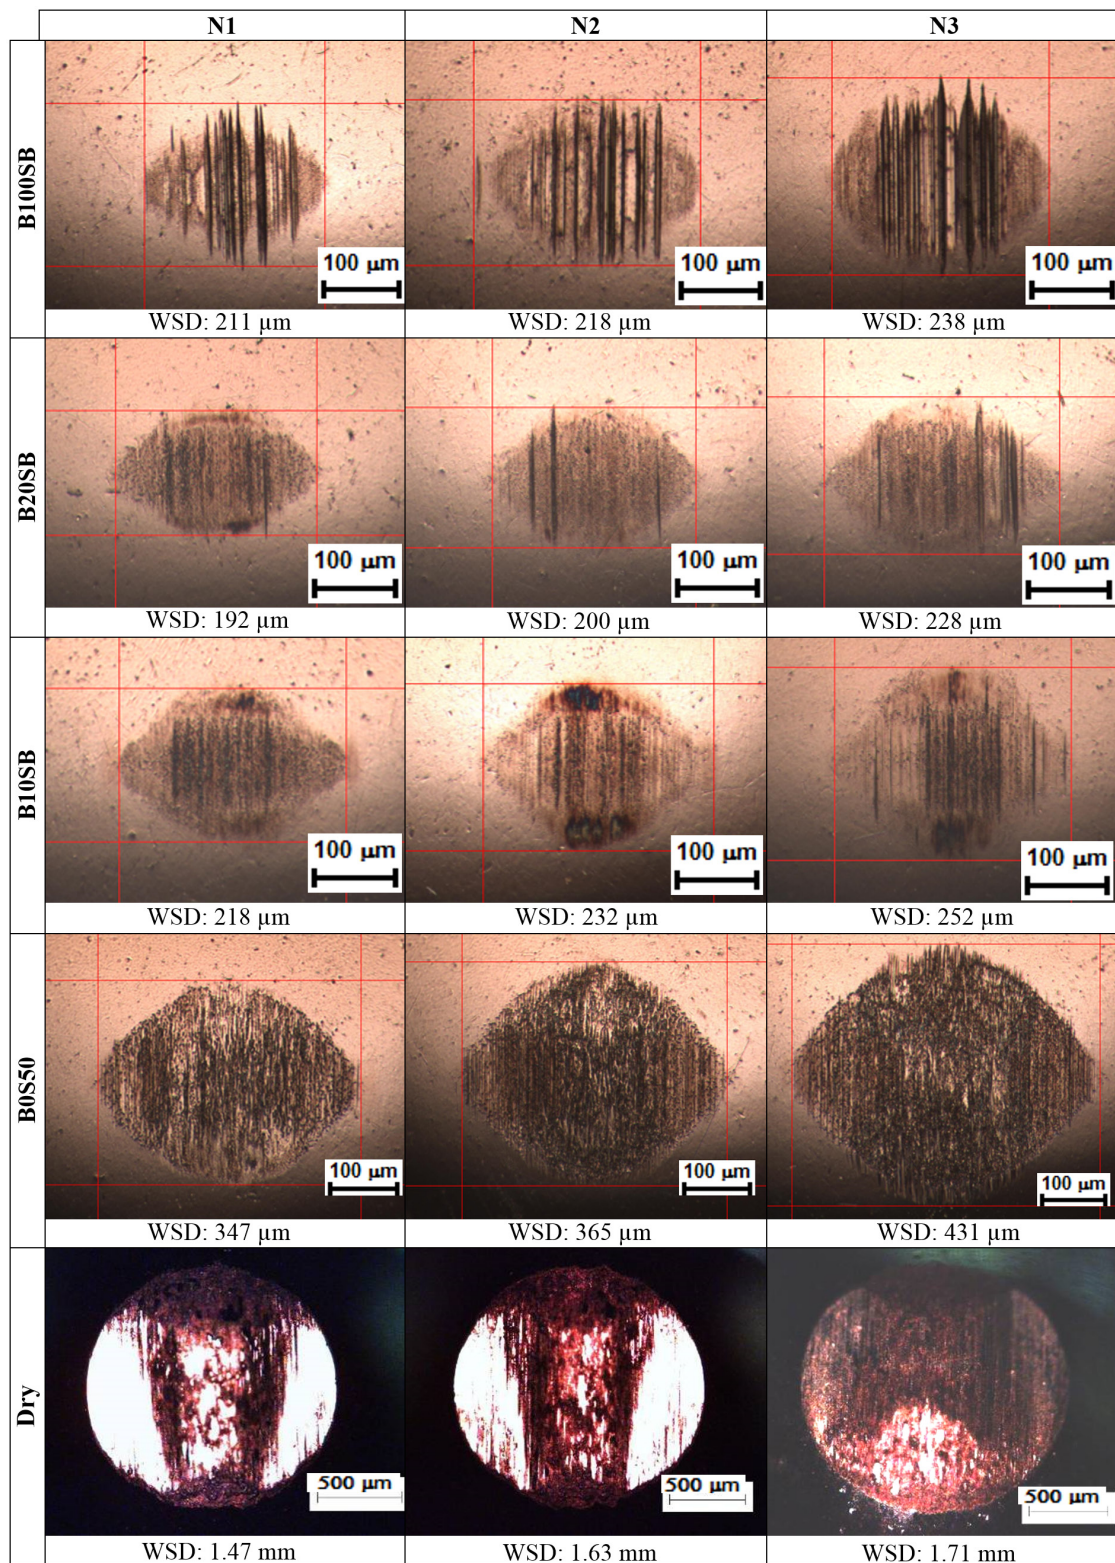 N1 N2 N3
B100SB
100 µm 100 µm 100 µm
WSD: 211 µm WSD: 218 µm WSD: 238 µm
B20SB
100 µm 100 µm 100 µm
WSD: 192 µm WSD: 200 µm WSD: 228 µm
B10SB
100 µm 100 µm 100 µm
WSD: 218 µm WSD: 232 µm WSD: 252 µm
B0S50
100 µm 100 µm 100 µm
WSD: 347 µm WSD: 365 µm WSD: 431 µm
Dry
500 µm 500 µm 500 µm
WSD: 1.47 mm WSD: 1.63 mm WSD: 1.71 mm